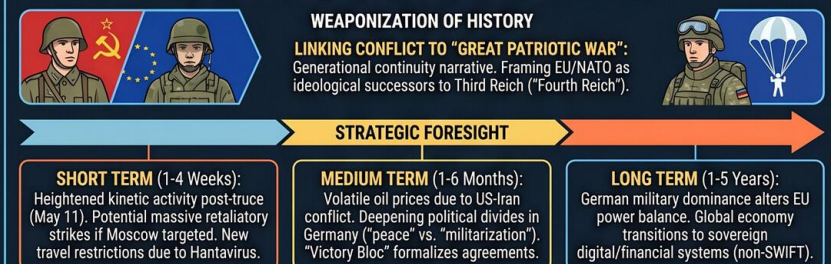 WEAPONIZATION OF HISTORY
LINKING CONFLICT TO “GREAT PATRIOTIC WAR”:
Generational continuity narrative. Framing EU/NATO as
ideological successors to Third Reich (“Fourth Reich”).
STRATEGIC FORESIGHT
SHORT TERM (1-4 Weeks):
Heightened kinetic activity post-truce
(May 11). Potential massive retaliatory
strikes if Moscow targeted. New
travel restrictions due to Hantavirus.
MEDIUM TERM (1-6 Months):
Volatile oil prices due to US-Iran
conflict. Deepening political divides in
Germany (“peace” vs. “militarization”).
“Victory Bloc” formalizes agreements.
LONG TERM (1-5 Years):
German military dominance alters EU
power balance. Global economy
transitions to sovereign
digital/financial systems (non-SWIFT).